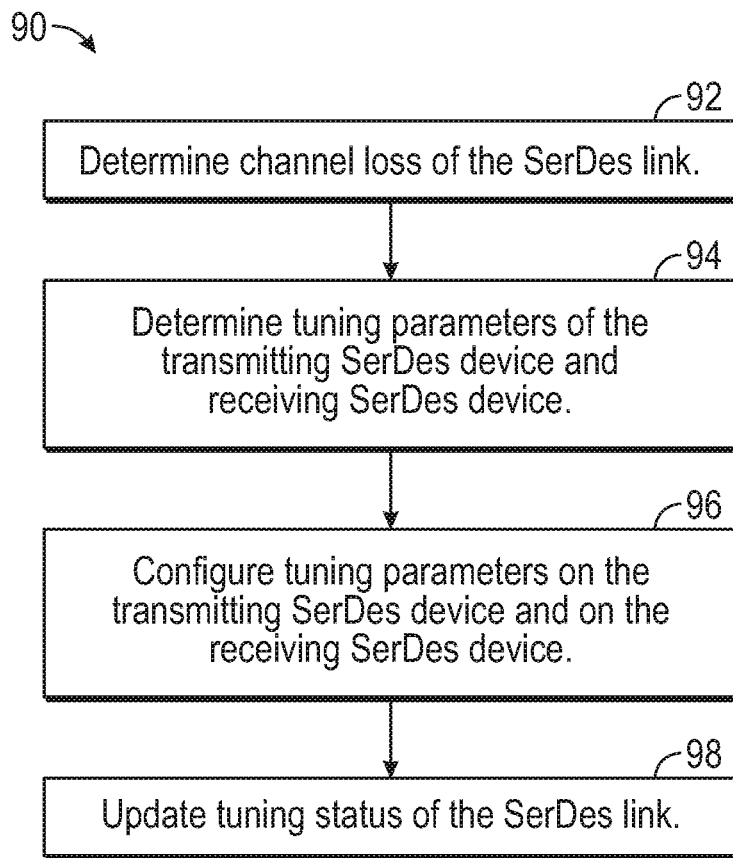 90
92
Determine channel loss of the SerDes link.
94
Determine tuning parameters of the
transmitting SerDes device and
receiving SerDes device.
96
Configure tuning parameters on the
transmitting SerDes device and on the
receiving SerDes device.
98
Update tuning status of the SerDes link.